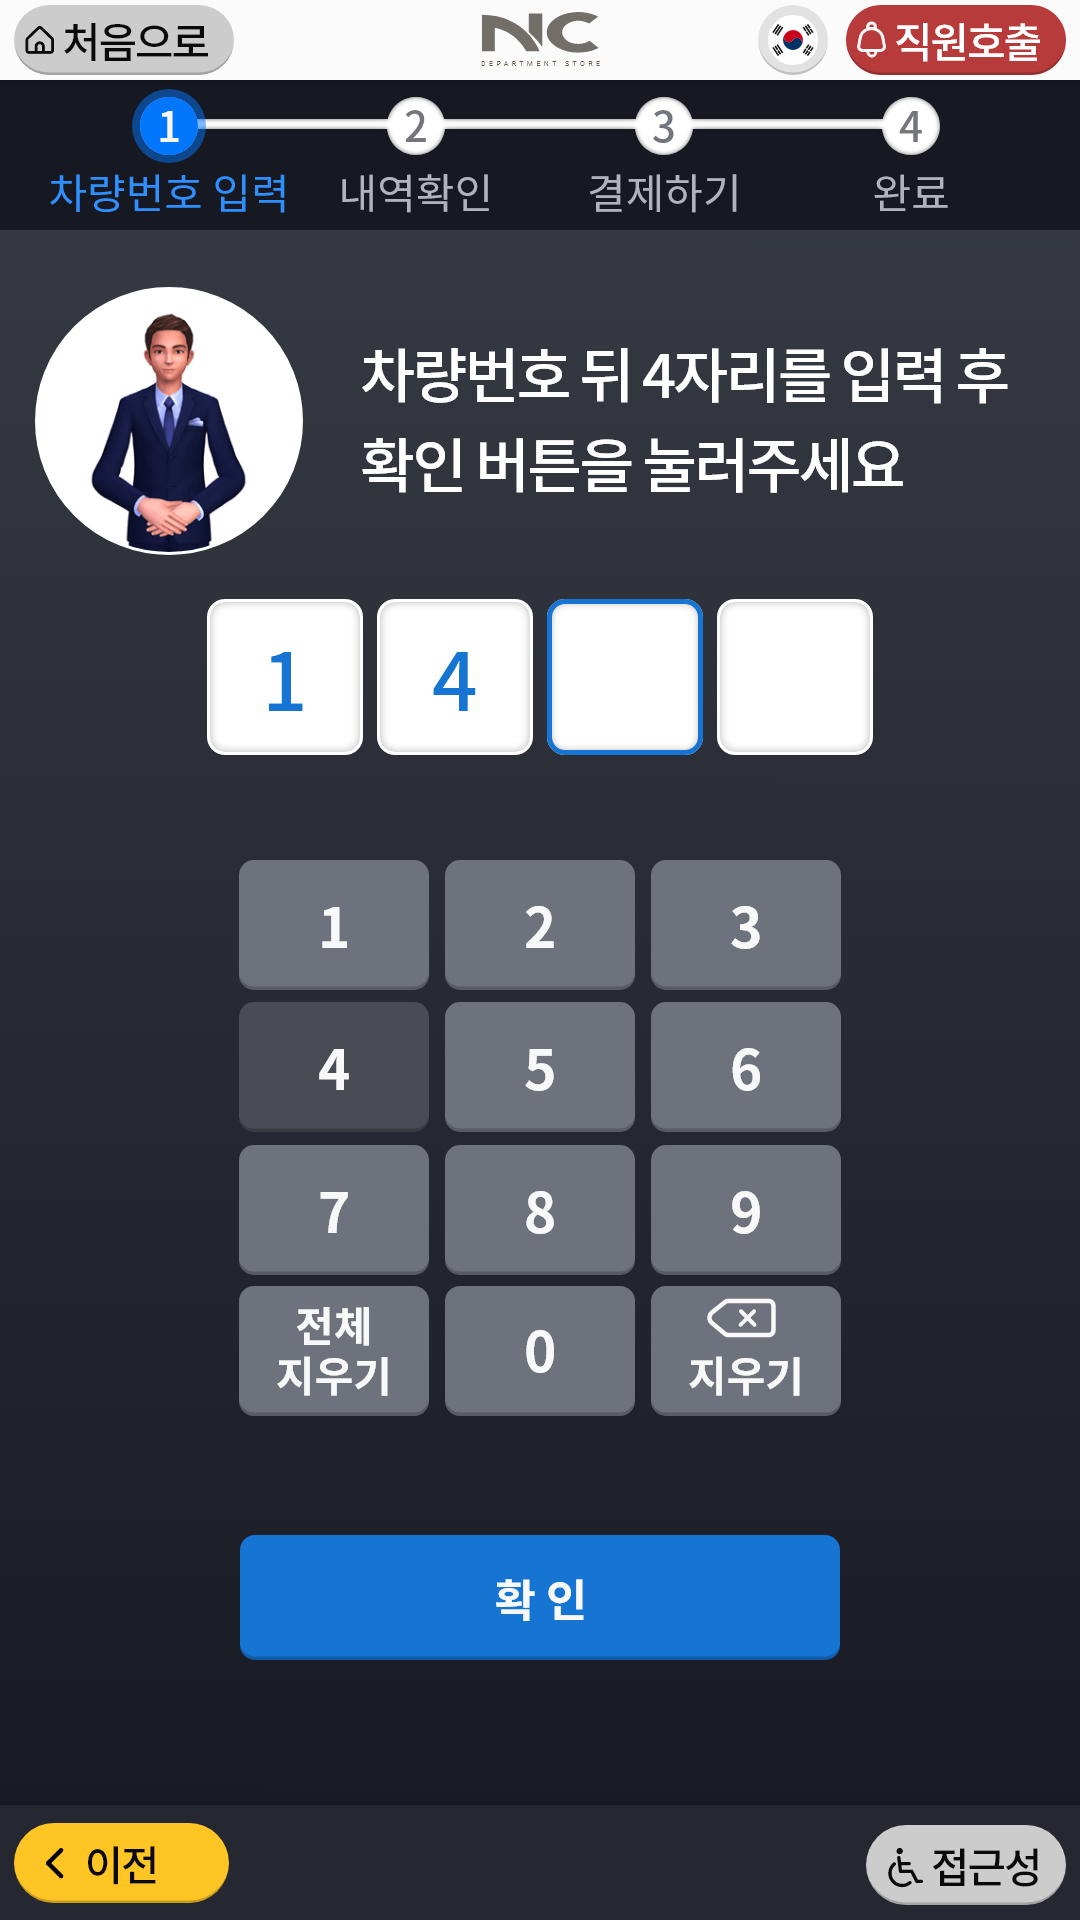 처음으로
NC
DEPARTMENT STORE
직원호출
1 2 3 4
차량번호 입력 내역확인 결제하기 완료
차량번호 뒤 4자리를 입력 후
확인 버튼을 눌러주세요
1 4
1 2 3
4 5 6
7 8 9
전체
지우기
0
지우기
확 인
이전
접근성